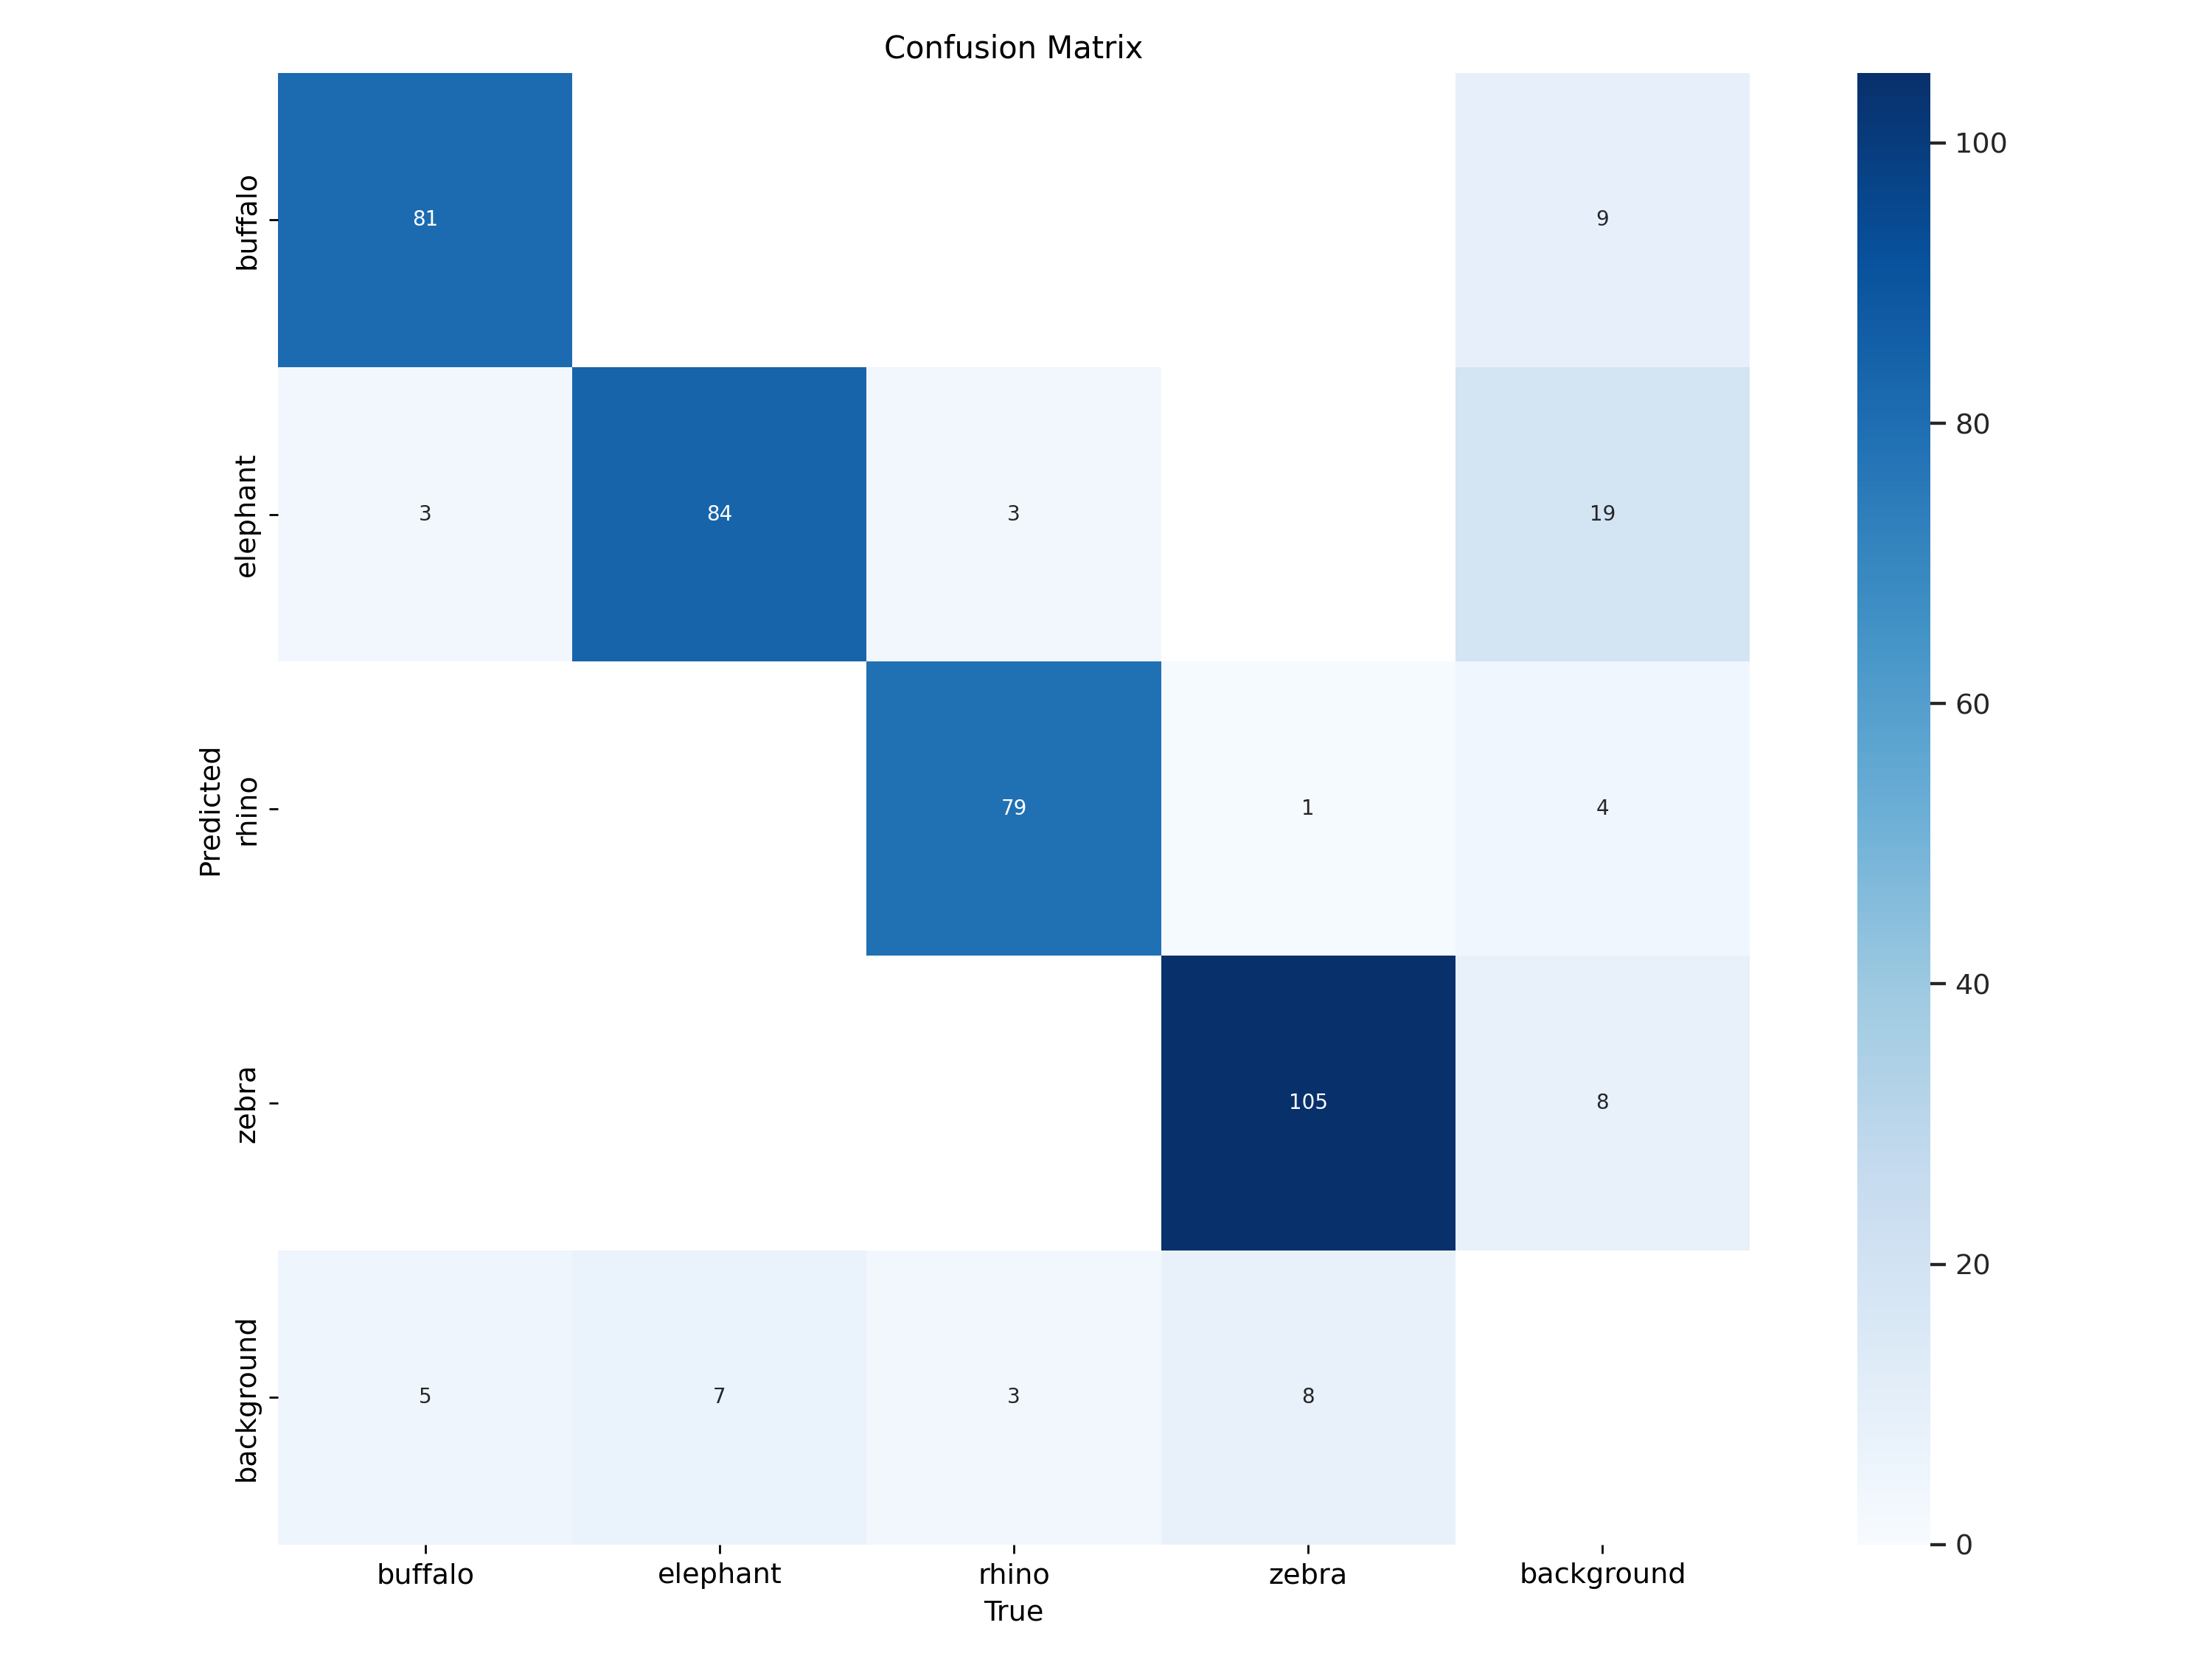 Confusion Matrix
buffalo
81
9
100
elephant
3
84
3
19
80
Predicted
rhino
79
1
4
60
zebra
105
8
40
background
5
7
3
8
20
0
buffalo
elephant
rhino
zebra
background
True